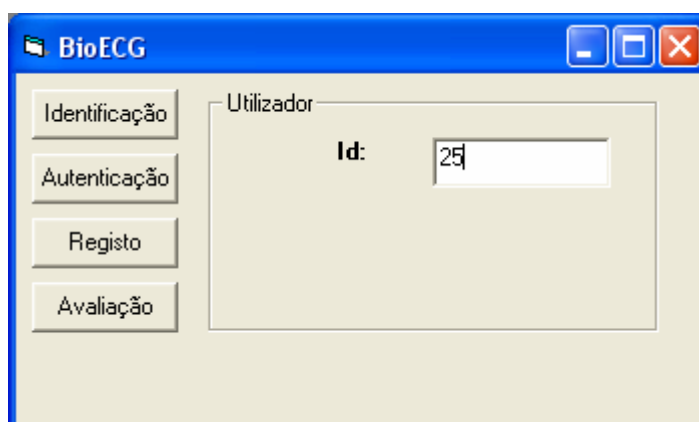 BioECG
Identificação
Utilizador
Id: 25
Autenticação
Registo
Avaliação